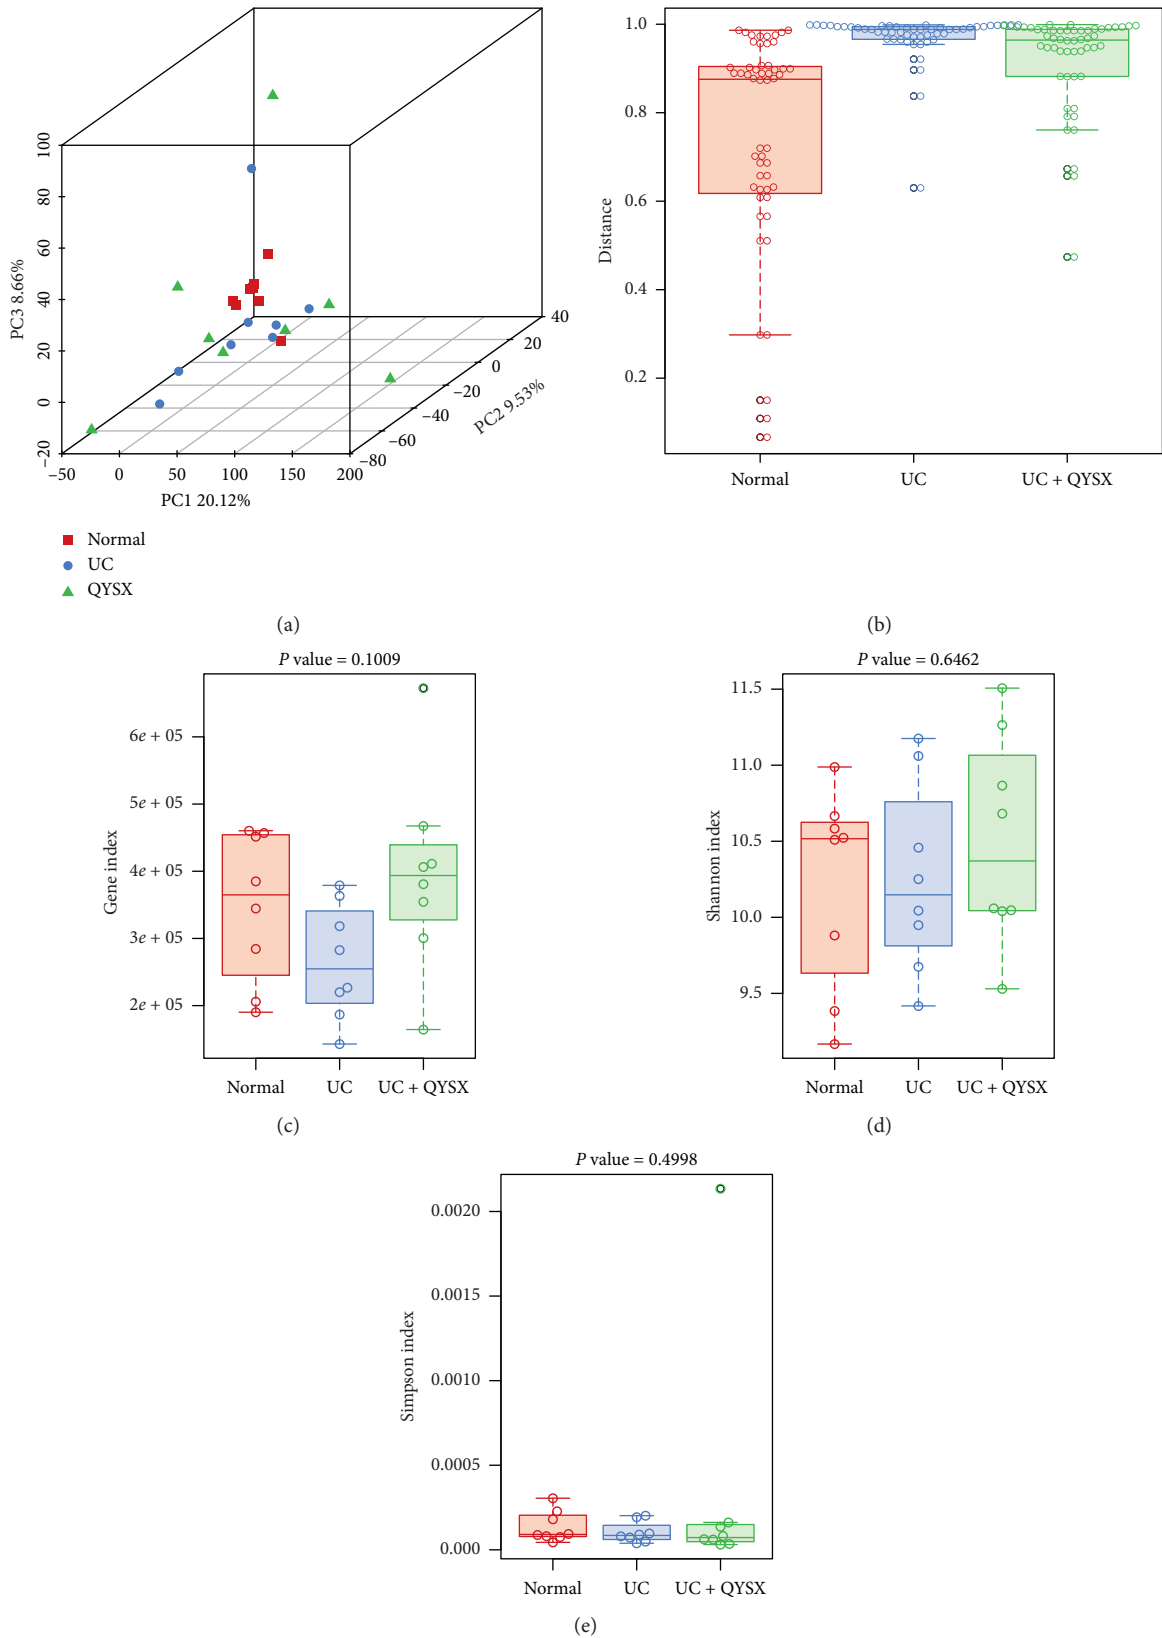 100
80
60
40
20
0
−20
PC3 8.66%
−50
0
50
100
150
200
PC1 20.12%
40
20
0
−20
−40
−60
−80
PC2 9.53%
Normal
UC
QYSX
(a)
1.0
0.8
0.6
0.4
0.2
Distance
Normal
UC
UC + QYSX
(b)
P value = 0.1009
6e + 05
5e + 05
4e + 05
3e + 05
2e + 05
Gene index
Normal
UC
UC + QYSX
(c)
P value = 0.6462
11.5
11.0
10.5
10.0
9.5
Shannon index
Normal
UC
UC + QYSX
(d)
P value = 0.4998
0.0020
0.0015
0.0010
0.0005
0.000
Simpson index
Normal
UC
UC + QYSX
(e)